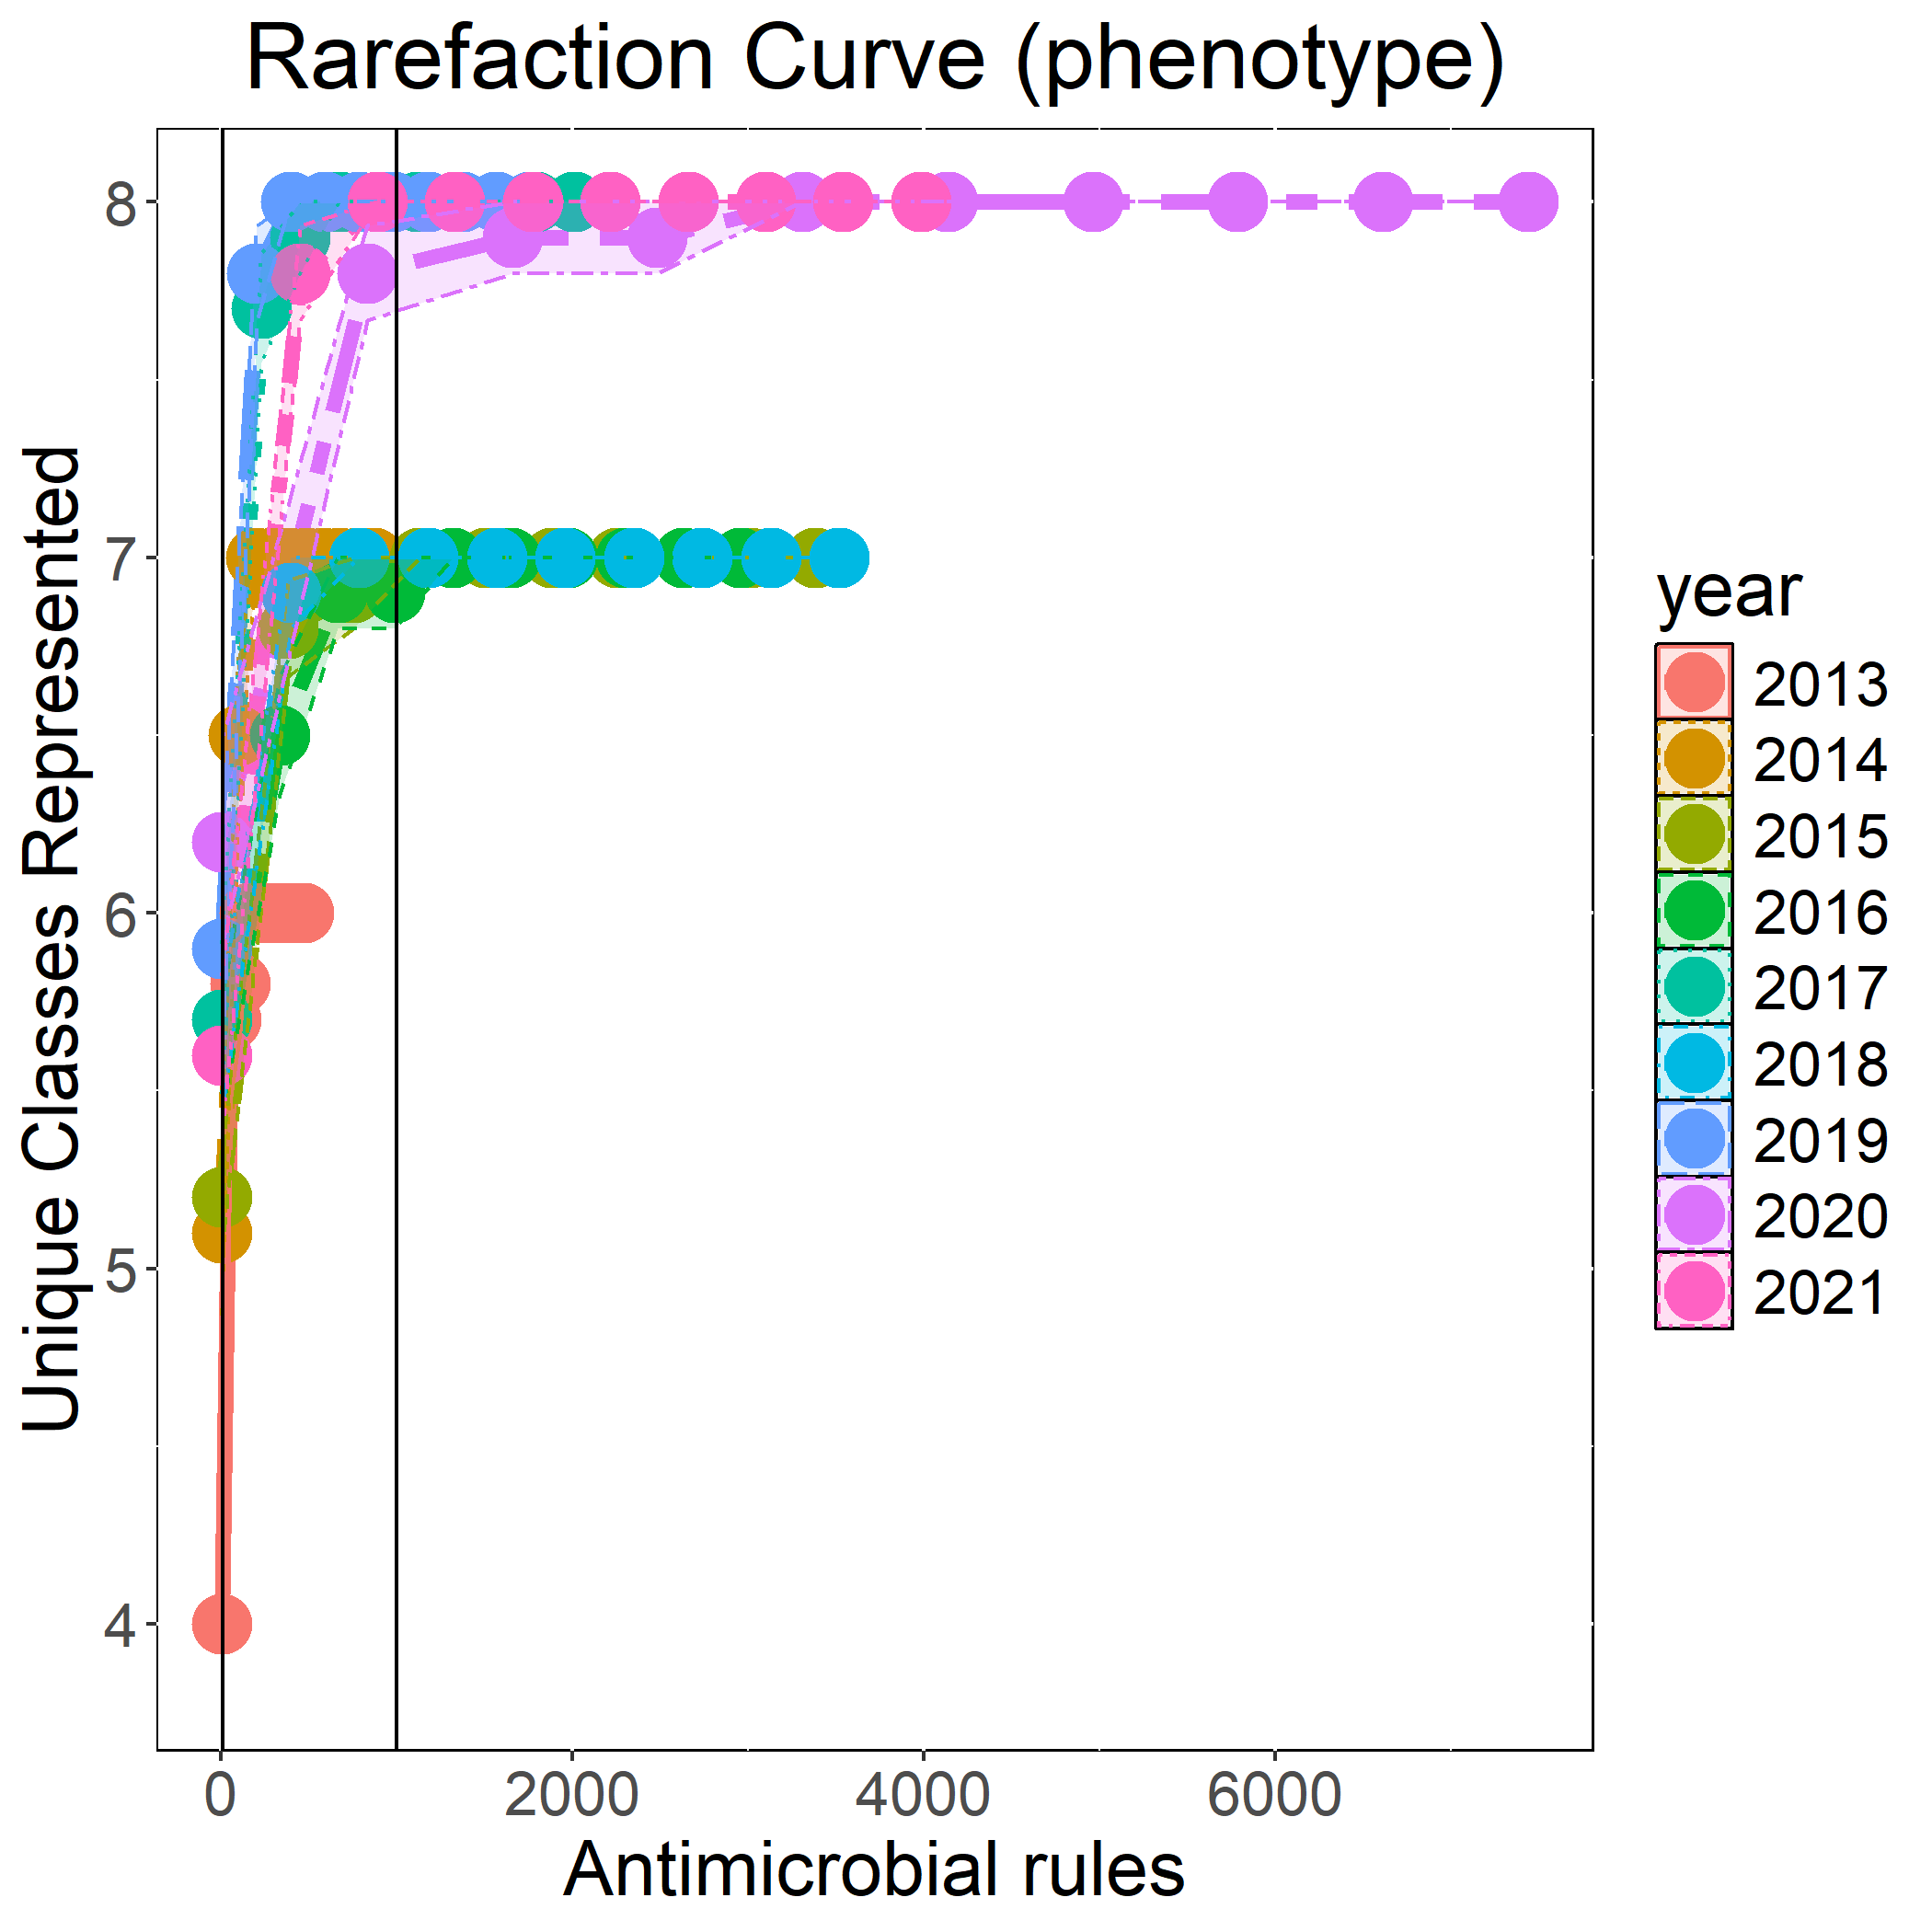 Rarefaction Curve (phenotype)
Unique Classes Represented
8
7
6
5
4
0 2000 4000 6000
Antimicrobial rules
year
2013
2014
2015
2016
2017
2018
2019
2020
2021